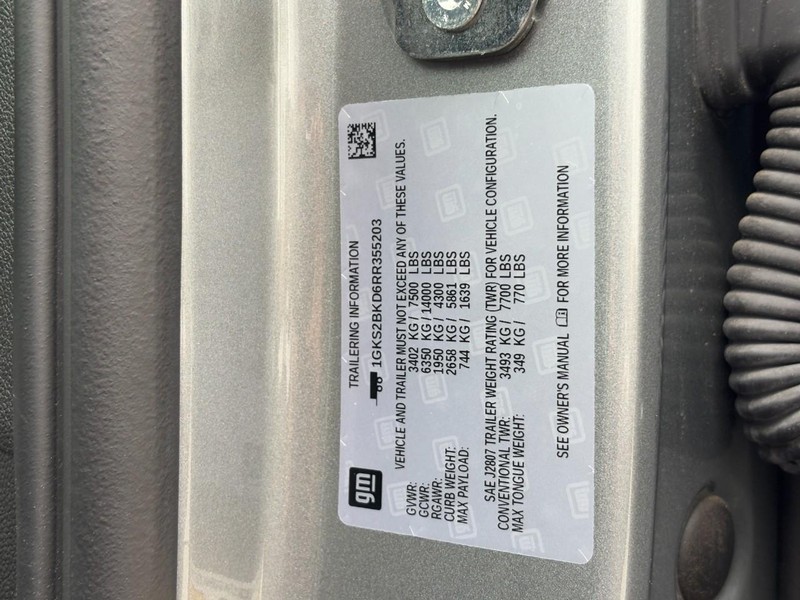 gm
TRAILERING INFORMATION
1GKS2BKD6RR355203
VEHICLE AND TRAILER MUST NOT EXCEED ANY OF THESE VALUES.
GVWR: 3402 KG / 7500 LBS
GCWR: 6350 KG / 14000 LBS
RGAWR: 1950 KG / 4300 LBS
CURB WEIGHT: 2658 KG / 5861 LBS
MAX PAYLOAD: 744 KG / 1639 LBS
SAE J2807 TRAILER WEIGHT RATING (TWR) FOR VEHICLE CONFIGURATION.
CONVENTIONAL TWR: 3493 KG / 7700 LBS
MAX TONGUE WEIGHT: 349 KG / 770 LBS
SEE OWNER'S MANUAL FOR MORE INFORMATION